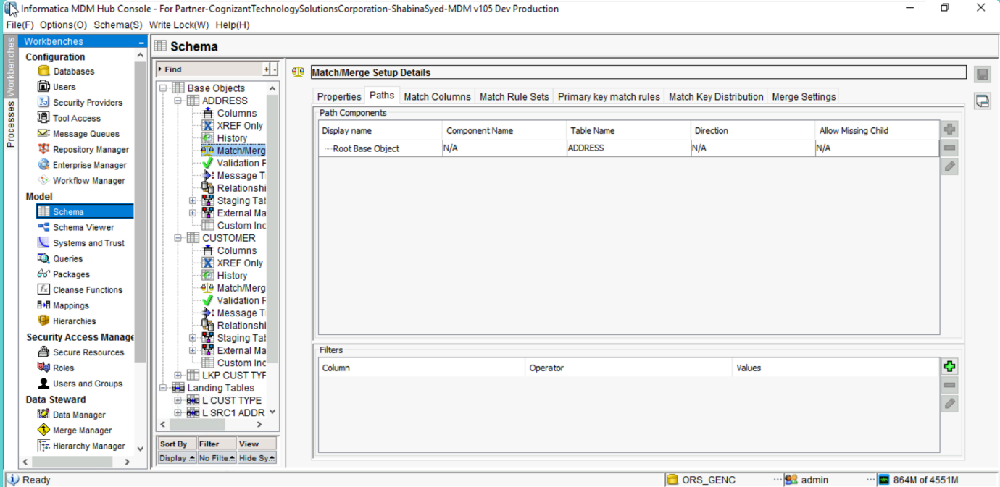 Informatica MDM Hub Console - For Partner-CognizantTechnologySolutionsCorporation-ShabinaSyed-MDM v105 Dev Production
File(F) Options(O) Schema(S) Write Lock(W) Help(H)
Processes Workbenches
Workbenches
Configuration
Databases
Users
Security Providers
Tool Access
Message Queues
Repository Manager
Enterprise Manager
Workflow Manager
Model
Schema
Schema Viewer
Systems and Trust
Queries
Packages
Cleanse Functions
Mappings
Hierarchies
Security Access Manage
Secure Resources
Roles
Users and Groups
Data Steward
Data Manager
Merge Manager
Hierarchy Manager
Schema
Find + -
Base Objects
ADDRESS
Columns
XREF Only
History
Match/Merg
Validation F
Message T
Relationshi
Staging Tal
External Ma
Custom Inc
CUSTOMER
Columns
XREF Only
History
Match/Merg
Validation F
Message T
Relationshi
Staging Tal
External Ma
Custom Inc
LKP CUST TYF
Landing Tables
L CUST TYPE
L SRC1 ADDR
Sort By Filter View
Display No Filte Hide Sy
Match/Merge Setup Details
Properties Paths Match Columns Match Rule Sets Primary key match rules Match Key Distribution Merge Settings
Path Components
Display name Component Name Table Name Direction Allow Missing Child
Root Base Object N/A ADDRESS N/A N/A
Filters
Column Operator Values
Ready ORS_GENC ... admin ... 864M of 4551M